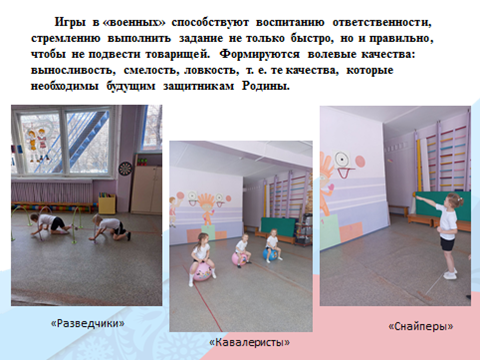 Игры в «военных» способствуют воспитанию ответственности,
стремлению выполнить задание не только быстро, но и правильно,
чтобы не подвести товарищей. Формируются волевые качества:
выносливость, смелость, ловкость, т. е. те качества, которые
необходимы будущим защитникам Родины.
«Разведчики»
«Кавалеристы»
«Снайперы»